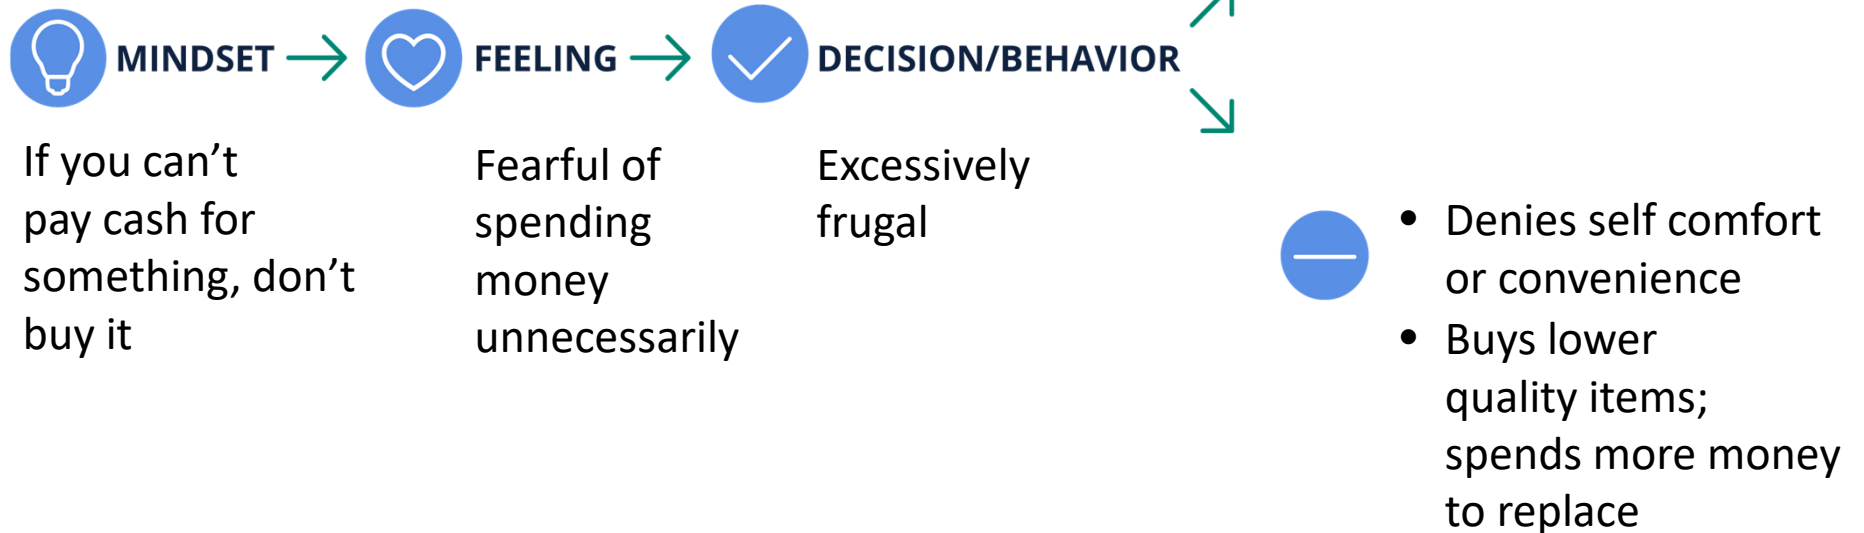 MINDSET
FEELING
DECISION/BEHAVIOR
If you can’t
pay cash for
something, don’t
buy it
Fearful of
spending
money
unnecessarily
Excessively
frugal
• Denies self comfort
or convenience
• Buys lower
quality items;
spends more money
to replace